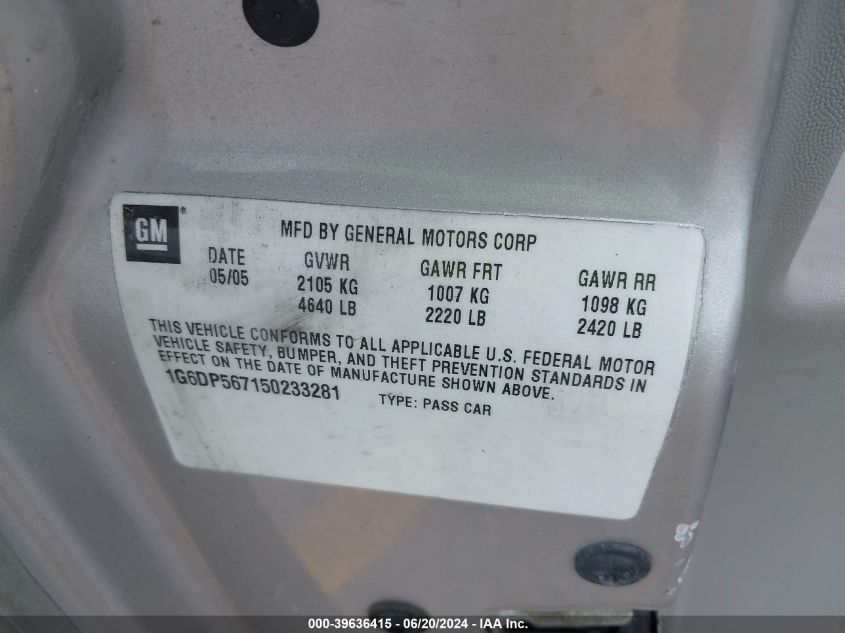 GM®
MFD BY GENERAL MOTORS CORP
DATE GVWR GAWR FRT GAWR RR
05/05 2105 KG 1007 KG 1098 KG
4640 LB 2220 LB 2420 LB
THIS VEHICLE CONFORMS TO ALL APPLICABLE U.S. FEDERAL MOTOR
VEHICLE SAFETY, BUMPER, AND THEFT PREVENTION STANDARDS IN
EFFECT ON THE DATE OF MANUFACTURE SHOWN ABOVE.
1G6DP567150233281 TYPE: PASS CAR
000-39636415 - 06/20/2024 - IAA Inc.